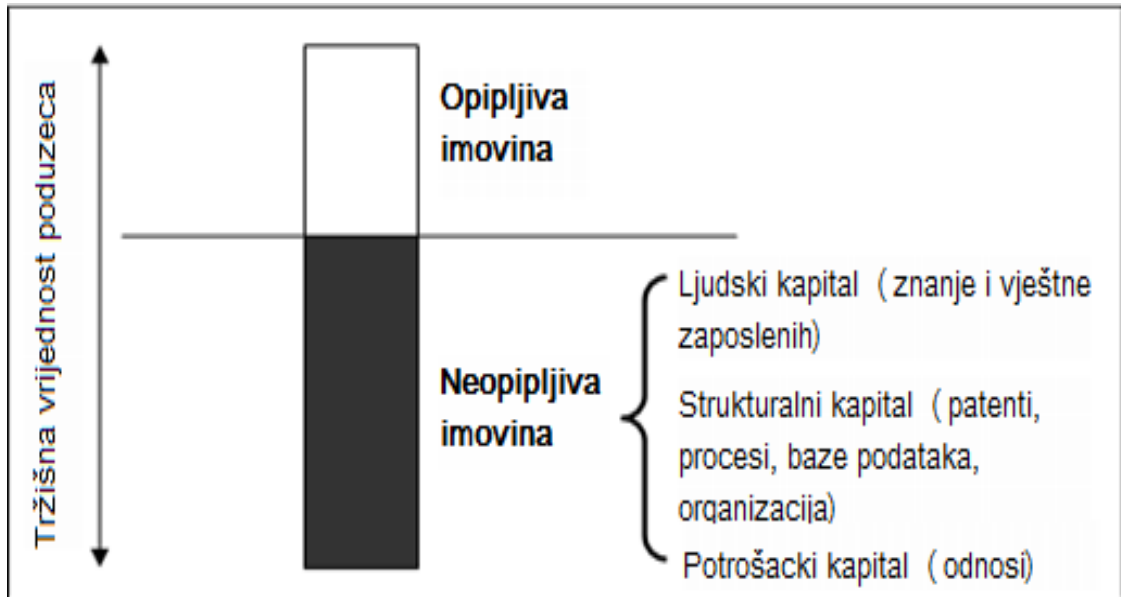 Tržišna vrijednost poduzeca
Opipljiva
imovina
Neopipljiva
imovina
Ljudski kapital ( znanje i vještne
zaposlenih)
Strukturalni kapital ( patenti,
procesi, baze podataka,
organizacija)
Potrošacki kapital ( odnosi)